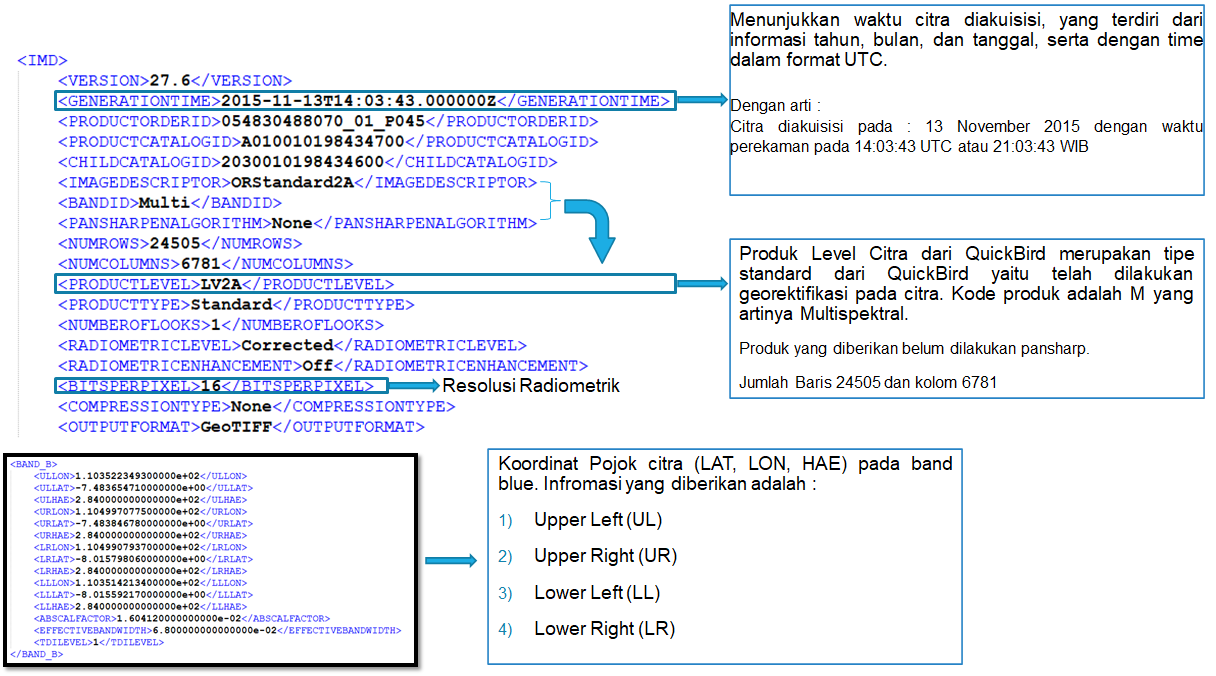 <IMD>
<VERSION>27.6</VERSION>
<GENERATIONTIME>2015-11-13T14:03:43.000000Z</GENERATIONTIME>
<PRODUCTORDERID>054830488070_01_P045</PRODUCTORDERID>
<PRODUCTCATALOGID>A010010198434700</PRODUCTCATALOGID>
<CHILDCATALOGID>2030010198434600</CHILDCATALOGID>
<IMAGEDESCRIPTOR>ORStandard2A</IMAGEDESCRIPTOR>
<BANDID>Multi</BANDID>
<PANSHARPENALGORITHM>None</PANSHARPENALGORITHM>
<NUMROWS>24505</NUMROWS>
<NUMCOLUMNS>6781</NUMCOLUMNS>
<PRODUCTLEVEL>LV2A</PRODUCTLEVEL>
<PRODUCTTYPE>Standard</PRODUCTTYPE>
<NUMBEROFLOOKS>1</NUMBEROFLOOKS>
<RADIOMETRICLEVEL>Corrected</RADIOMETRICLEVEL>
<RADIOMETRICENHANCEMENT>Off</RADIOMETRICENHANCEMENT>
<BITSPERPIXEL>16</BITSPERPIXEL>
Resolusi Radiometrik
<COMPRESSIONTYPE>None</COMPRESSIONTYPE>
<OUTPUTFORMAT>GeoTIFF</OUTPUTFORMAT>
Menunjukkan waktu citra diakuisisi, yang terdiri dari
informasi tahun, bulan, dan tanggal, serta dengan time
dalam format UTC.
Dengan arti :
Citra diakuisisi pada : 13 November 2015 dengan waktu
perekaman pada 14:03:43 UTC atau 21:03:43 WIB
Produk Level Citra dari QuickBird merupakan tipe
standard dari QuickBird yaitu telah dilakukan
georektifikasi pada citra. Kode produk adalah M yang
artinya Multispektral.
Produk yang diberikan belum dilakukan pansharp.
Jumlah Baris 24505 dan kolom 6781
<BAND_B>
<ULLON>1.103522349300000e+02</ULLON>
<ULLAT>-7.483654710000000e+00</ULLAT>
<ULHAE>2.840000000000000e+02</ULHAE>
<URLON>1.104997077500000e+02</URLON>
<URLAT>-7.483846780000000e+00</URLAT>
<URHAE>2.840000000000000e+02</URHAE>
<LRLON>1.104990793700000e+02</LRLON>
<LRLAT>-8.015798060000000e+00</LRLAT>
<LRHAE>2.840000000000000e+02</LRHAE>
<LLLON>1.103514213400000e+02</LLLON>
<LLLAT>-8.015592170000000e+00</LLLAT>
<LLHAE>2.840000000000000e+02</LLHAE>
<ABSCALFACTOR>1.604120000000000e-02</ABSCALFACTOR>
<EFFECTIVEBANDWIDTH>6.800000000000000e-02</EFFECTIVEBANDWIDTH>
<TDILEVEL>1</TDILEVEL>
</BAND_B>
Koordinat Pojok citra (LAT, LON, HAE) pada band
blue. Infromasi yang diberikan adalah :
1) Upper Left (UL)
2) Upper Right (UR)
3) Lower Left (LL)
4) Lower Right (LR)